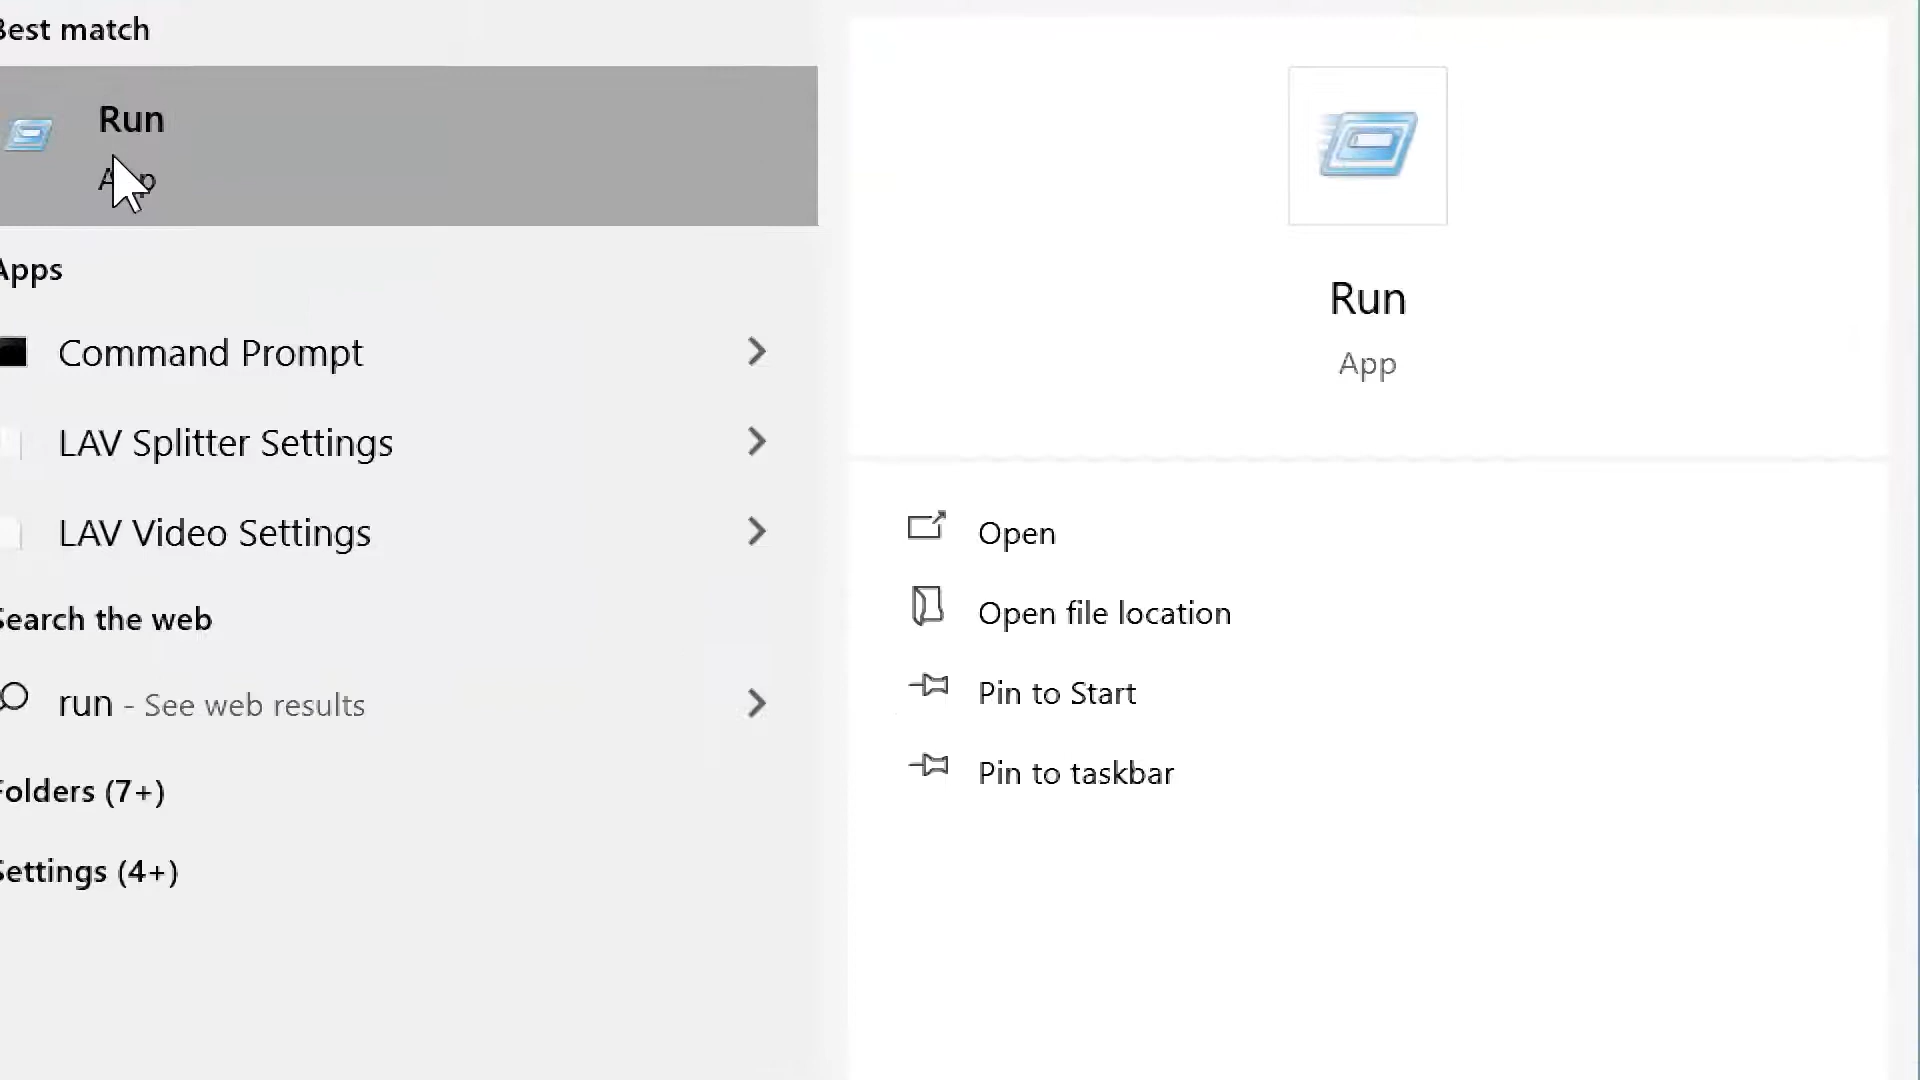 Best match
Run
App
Apps
Command Prompt
LAV Splitter Settings
LAV Video Settings
Search the web
run - See web results
Folders (7+)
Settings (4+)
Run
App
Open
Open file location
Pin to Start
Pin to taskbar